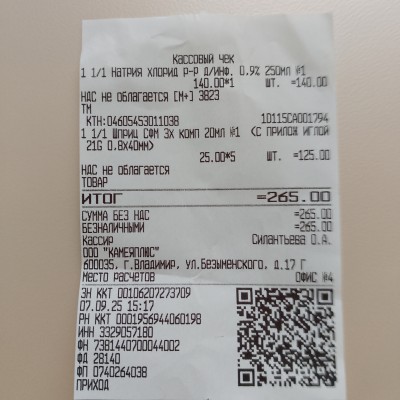 Кассовый чек
1 1/1 Натрия хлорид р-р д/инф. 0.9% 250мл №1
140.00*1 шт. =140.00
НДС не облагается [М+] 3823
ТМ
КТН:04605453011038 1D115CA001794
1 1/1 Шприц СФМ 3х комп 20мл №1 <с прилож иглой
21G 0.8х40мм>
25.00*5 шт. =125.00
НДС не облагается
ТОВАР
ИТОГ =265.00
СУММА БЕЗ НДС =265.00
БЕЗНАЛИЧНЫМИ =265.00
Кассир Силантьева О.А.
ООО "КАМЕЯПЛЮС"
600035, г.Владимир, ул.Безыменского, д.17 Г
Место расчетов Офис №4
ЗН ККТ 00106207273709
07.09.25 15:17
РН ККТ 0001956944060198
ИНН 3329057180
ФН 7381440700044002
ФД 28140
ФП 0740264038
ПРИХОД